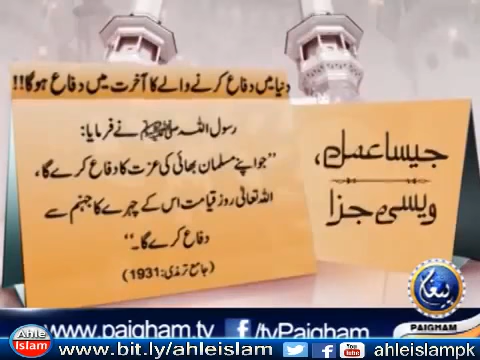 دنیا میں دفاع کرنے والے کا آخرت میں دفاع ہوگا!!
رسول اللہ ﷺ نے فرمایا:
”جو اپنے مسلمان بھائی کی عزت کا دفاع کرے گا،
اللہ تعالیٰ روز قیامت اس کے چہرے کا جہنم سے
دفاع کرے گا۔“
(جامع ترمذی:1931)
جیسا عمل،
ویسی جزا
پیغام
PAIGHAM
www.paigham.tv f /tvPaigham
Ahle Islam
www.bit.ly/ahleislam f You Tube ahleislampk